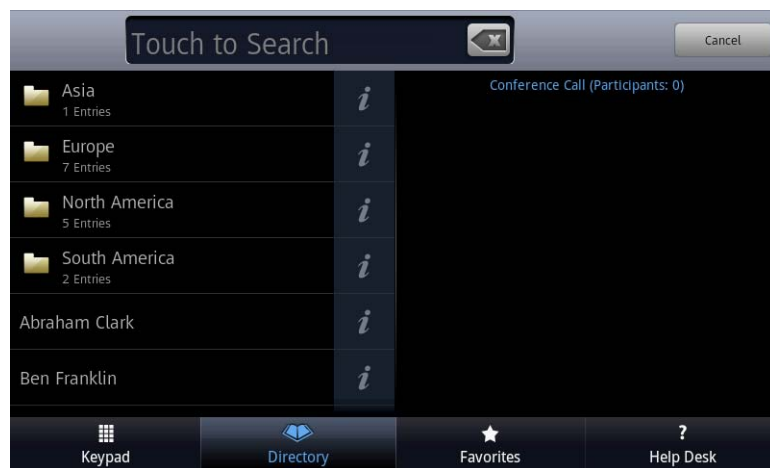 Touch to Search
Cancel
Asia
1 Entries
Europe
7 Entries
North America
5 Entries
South America
2 Entries
Abraham Clark
Ben Franklin
Conference Call (Participants: 0)
Keypad
Directory
Favorites
?
Help Desk